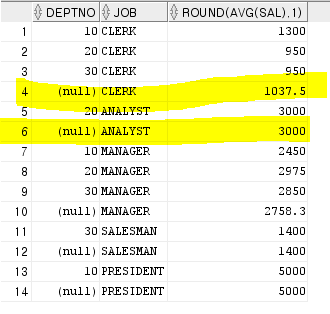 DEPTNO JOB ROUND(AVG(SAL),1)
1 10 CLERK 1300
2 20 CLERK 950
3 30 CLERK 950
4 (null) CLERK 1037.5
5 20 ANALYST 3000
6 (null) ANALYST 3000
7 10 MANAGER 2450
8 20 MANAGER 2975
9 30 MANAGER 2850
10 (null) MANAGER 2758.3
11 30 SALESMAN 1400
12 (null) SALESMAN 1400
13 10 PRESIDENT 5000
14 (null) PRESIDENT 5000